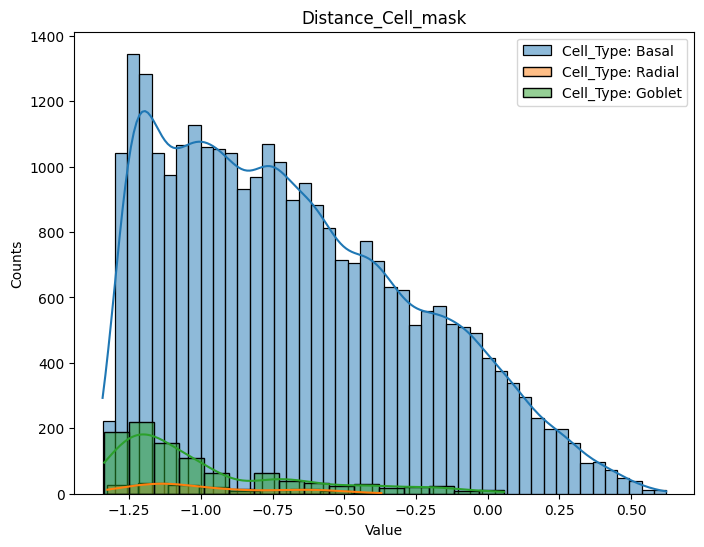 Distance_Cell_mask
Cell_Type: Basal
Cell_Type: Radial
Cell_Type: Goblet
Counts
1400
1200
1000
800
600
400
200
0
−1.25 −1.00 −0.75 −0.50 −0.25 0.00 0.25 0.50
Value